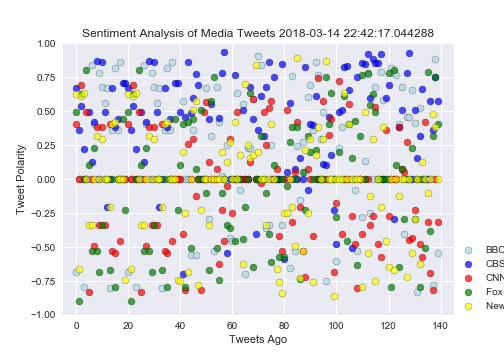 Sentiment Analysis of Media Tweets 2018-03-14 22:42:17.044288
1.00
0.75
0.50
0.25
0.00
−0.25
−0.50
−0.75
−1.00
Tweet Polarity
0 20 40 60 80 100 120 140
Tweets Ago
BBC
CBS
CNN
Fox
New